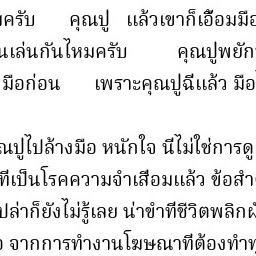 ครับ คุณปู่ แล้วเขาก็เอื้อมมือ
นเล่นกันไหมครับ คุณปู่พยัก
มือก่อน เพราะคุณปู่ฉีแล้ว มือ
ณปู่ไปล้างมือ หนักใจ นี่ไม่ใช่การดู
ที่เป็นโรคความจำเสื่อมแล้ว ข้อสำ
ปล่าก็ยังไม่รู้เลย น่าขำที่ชีวิตพลิกผั
จากการทำงานโฆษณาที่ต้องทำทุ